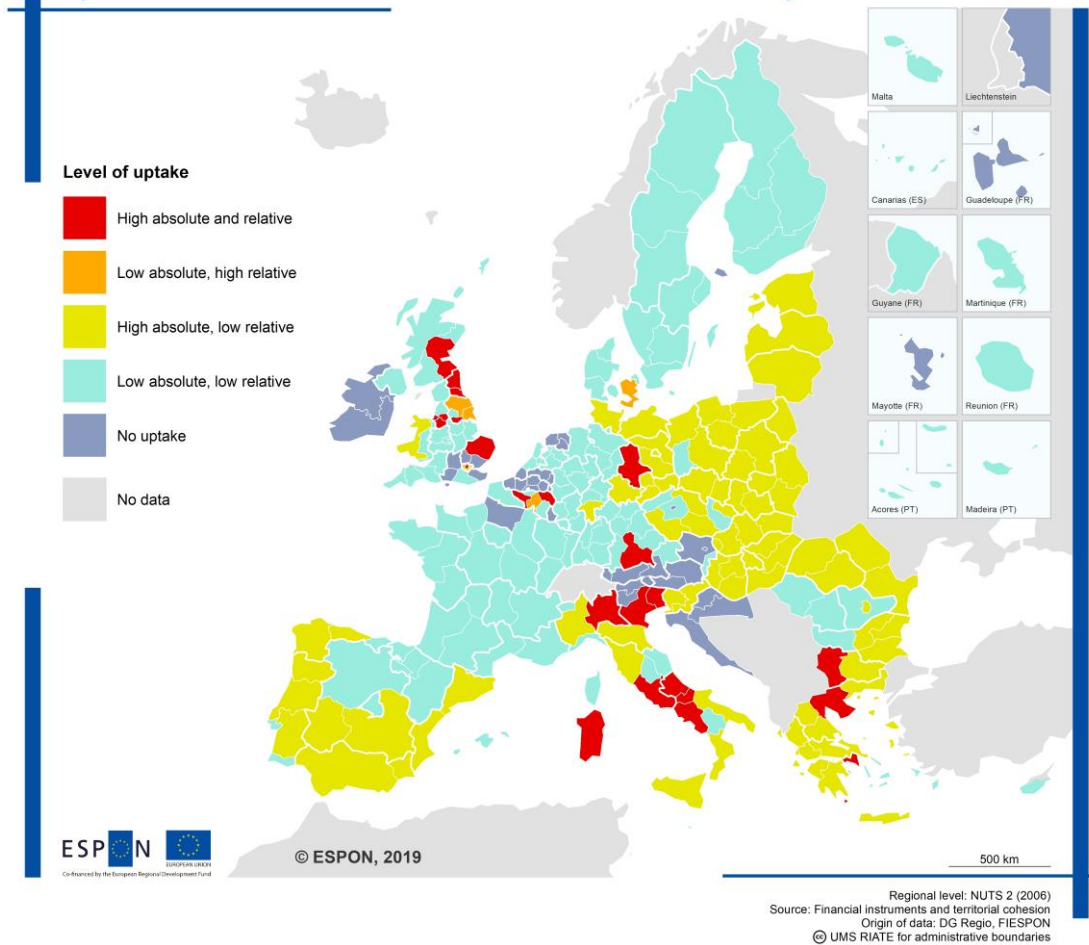 Malta
Liechtenstein
Level of uptake
High absolute and relative
Canarias (ES)
Guadeloupe (FR)
Low absolute, high relative
High absolute, low relative
Guyane (FR)
Martinique (FR)
Low absolute, low relative
No uptake
Mayotte (FR)
Reunion (FR)
No data
Acores (PT)
Madeira (PT)
ESPON
EUROPEAN UNION
Co-financed by the European Regional Development Fund
© ESPON, 2019
500 km
Regional level: NUTS 2 (2006)
Source: Financial instruments and territorial cohesion
Origin of data: DG Regio, FIESPON
UMS RIATE for administrative boundaries